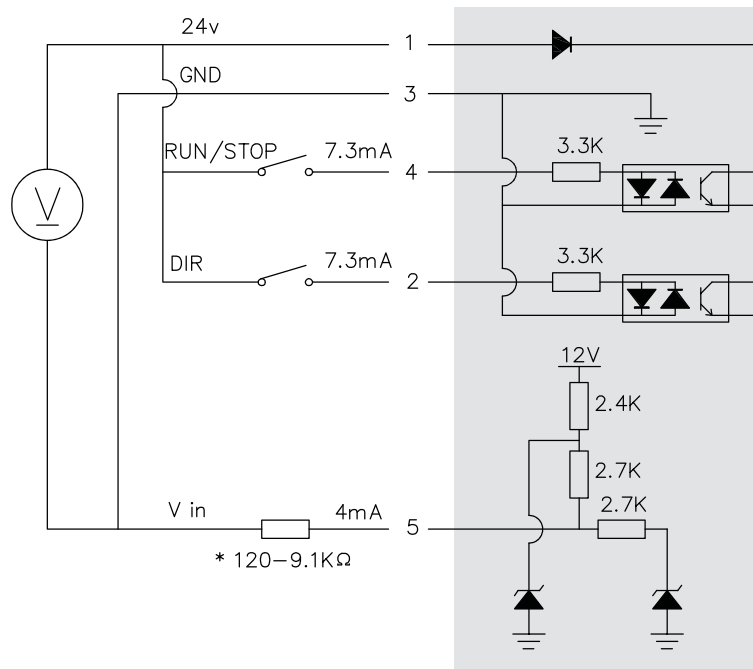 24v
1
GND
3
RUN/STOP 7.3mA 4
3.3K
V
DIR 7.3mA 2
3.3K
12V
2.4K
2.7K
V in 4mA 5
2.7K
* 120-9.1KΩ